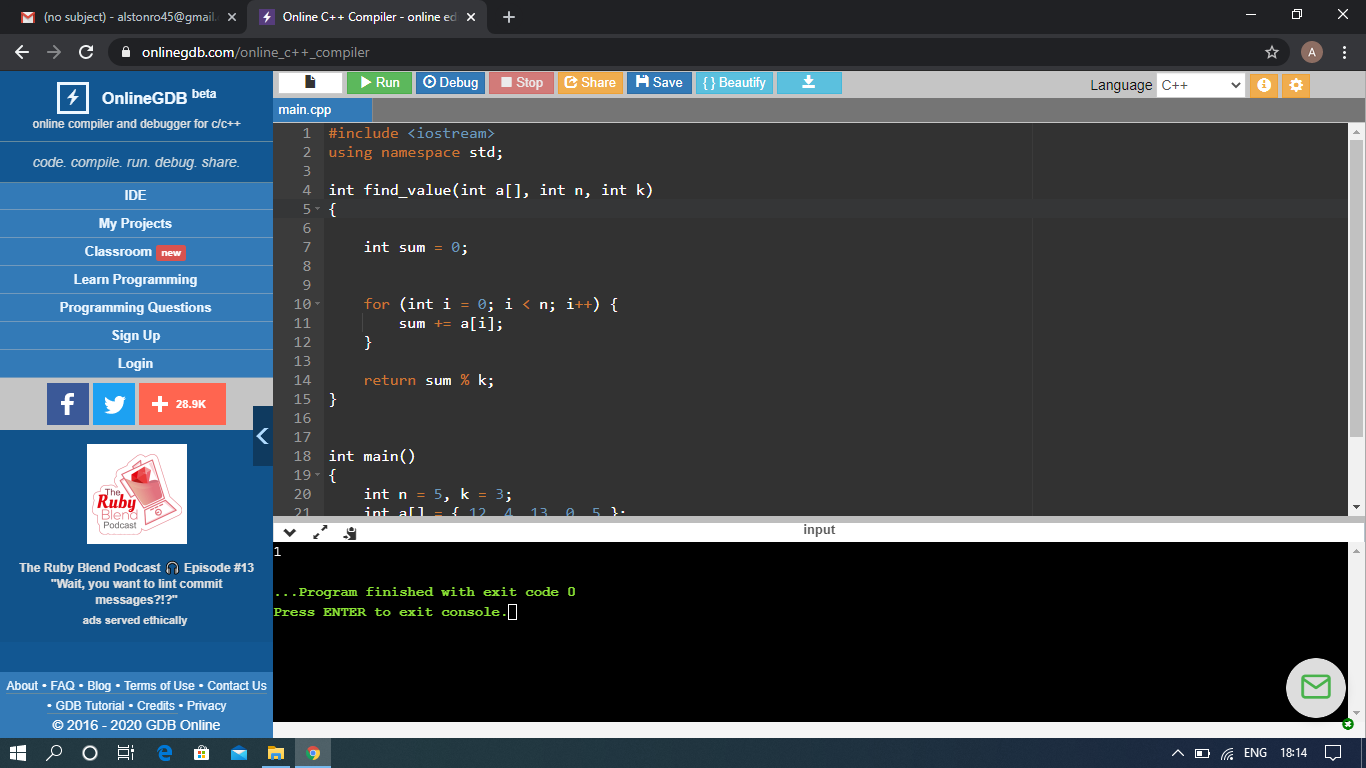 (no subject) - alstonro45@gmail.
Online C++ Compiler - online ed
onlinegdb.com/online_c++_compiler
A
OnlineGDB beta
online compiler and debugger for c/c++
code. compile. run. debug. share.
IDE
My Projects
Classroom new
Learn Programming
Programming Questions
Sign Up
Login
28.9K
The
Ruby
Blend
Podcast
The Ruby Blend Podcast 🎧 Episode #13
"Wait, you want to lint commit
messages?!?"
ads served ethically
About • FAQ • Blog • Terms of Use • Contact Us
• GDB Tutorial • Credits • Privacy
© 2016 - 2020 GDB Online
Run Debug Stop Share Save { } Beautify
Language C++
main.cpp
1 #include <iostream>
2 using namespace std;
3
4 int find_value(int a[], int n, int k)
5 {
6
7 int sum = 0;
8
9
10 for (int i = 0; i < n; i++) {
11 sum += a[i];
12 }
13
14 return sum % k;
15 }
16
17
18 int main()
19 {
20 int n = 5, k = 3;
21 int a[] = { 12, 4, 13, 0, 5 };
input
1
...Program finished with exit code 0
Press ENTER to exit console.
ENG 18:14